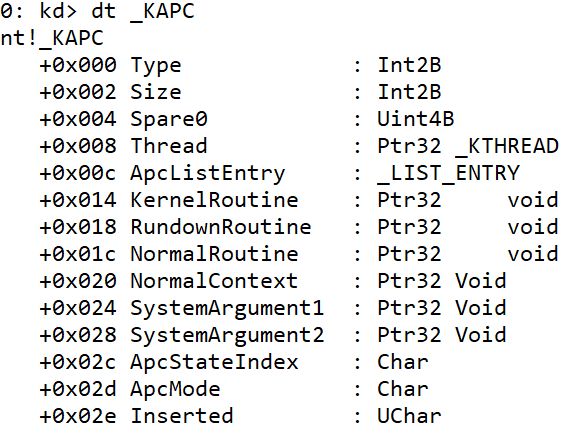 0: kd> dt _KAPC
nt!_KAPC
   +0x000 Type             : Int2B
   +0x002 Size             : Int2B
   +0x004 Spare0           : Uint4B
   +0x008 Thread           : Ptr32 _KTHREAD
   +0x00c ApcListEntry     : _LIST_ENTRY
   +0x014 KernelRoutine    : Ptr32     void
   +0x018 RundownRoutine   : Ptr32     void
   +0x01c NormalRoutine    : Ptr32     void
   +0x020 NormalContext    : Ptr32 Void
   +0x024 SystemArgument1  : Ptr32 Void
   +0x028 SystemArgument2  : Ptr32 Void
   +0x02c ApcStateIndex    : Char
   +0x02d ApcMode          : Char
   +0x02e Inserted         : UChar